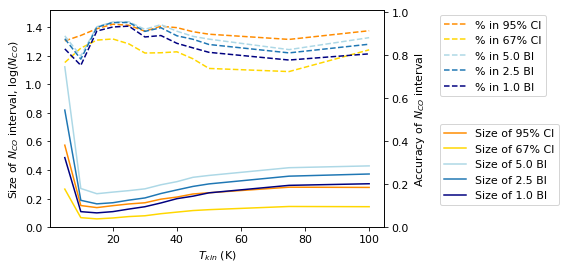 1.4
1.2
1.0
0.8
0.6
0.4
0.2
0.0
Size of N_CO interval, log(N_CO)
20
40
60
80
100
T_kin (K)
1.0
0.8
0.6
0.4
0.2
0.0
Accuracy of N_CO interval
% in 95% CI
% in 67% CI
% in 5.0 BI
% in 2.5 BI
% in 1.0 BI
Size of 95% CI
Size of 67% CI
Size of 5.0 BI
Size of 2.5 BI
Size of 1.0 BI